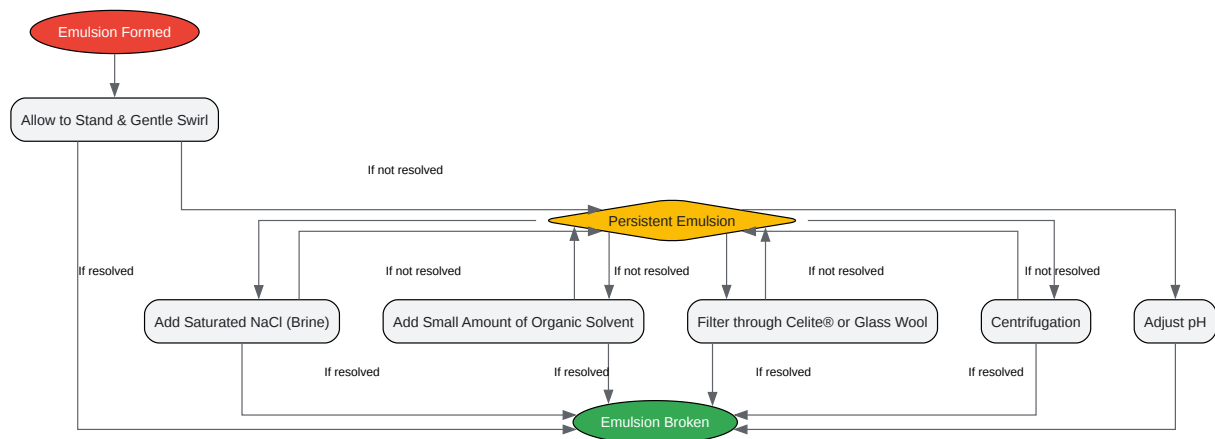 Emulsion Formed
Allow to Stand & Gentle Swirl
If not resolved
Persistent Emulsion
If resolved
If not resolved
If not resolved
If not resolved
If not resolved
Add Saturated NaCl (Brine)
Add Small Amount of Organic Solvent
Filter through Celite® or Glass Wool
Centrifugation
Adjust pH
If resolved
If resolved
If resolved
If resolved
Emulsion Broken